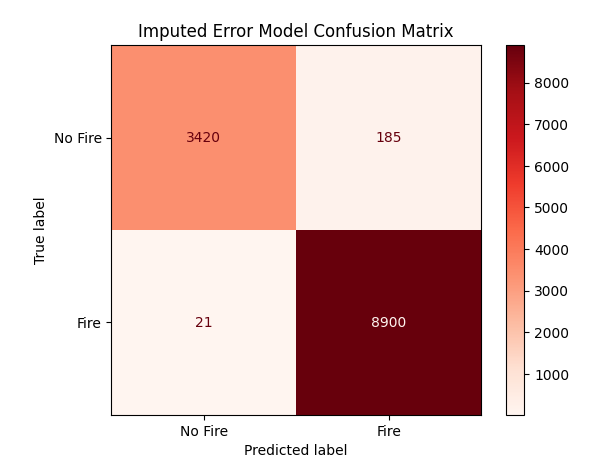 Imputed Error Model Confusion Matrix
True label
No Fire
3420
185
Fire
21
8900
No Fire
Fire
Predicted label
8000
7000
6000
5000
4000
3000
2000
1000